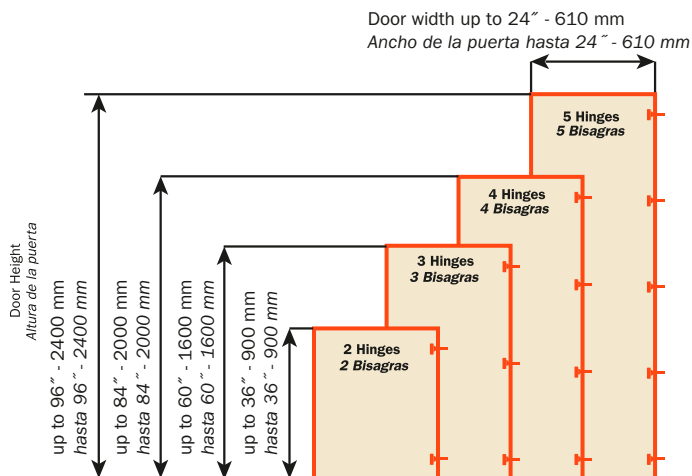 Door width up to 24˝ - 610 mm
Ancho de la puerta hasta 24˝ - 610 mm
5 Hinges
5 Bisagras
4 Hinges
4 Bisagras
3 Hinges
3 Bisagras
2 Hinges
2 Bisagras
Door Height
Altura de la puerta
up to 96˝ - 2400 mm
hasta 96˝ - 2400 mm
up to 84˝ - 2000 mm
hasta 84˝ - 2000 mm
up to 60˝ - 1600 mm
hasta 60˝ - 1600 mm
up to 36˝ - 900 mm
hasta 36˝ - 900 mm